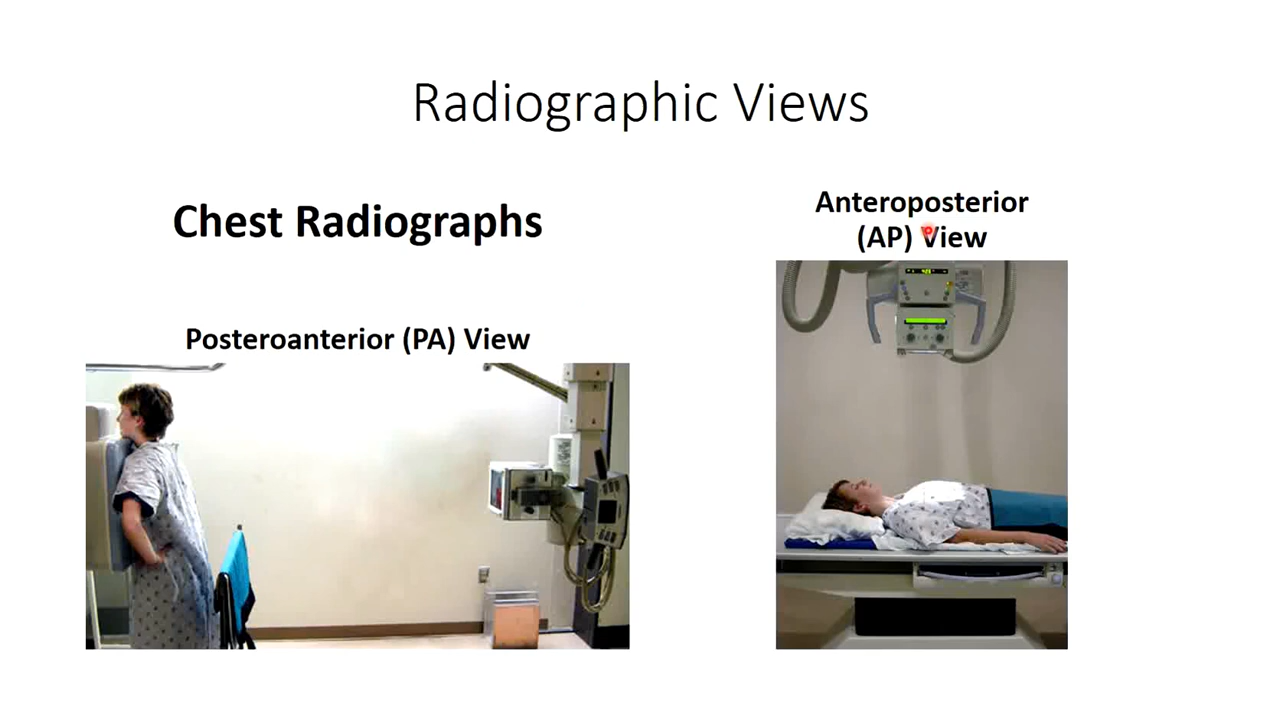 Radiographic Views
Chest Radiographs
Posteroanterior (PA) View
Anteroposterior
(AP) View